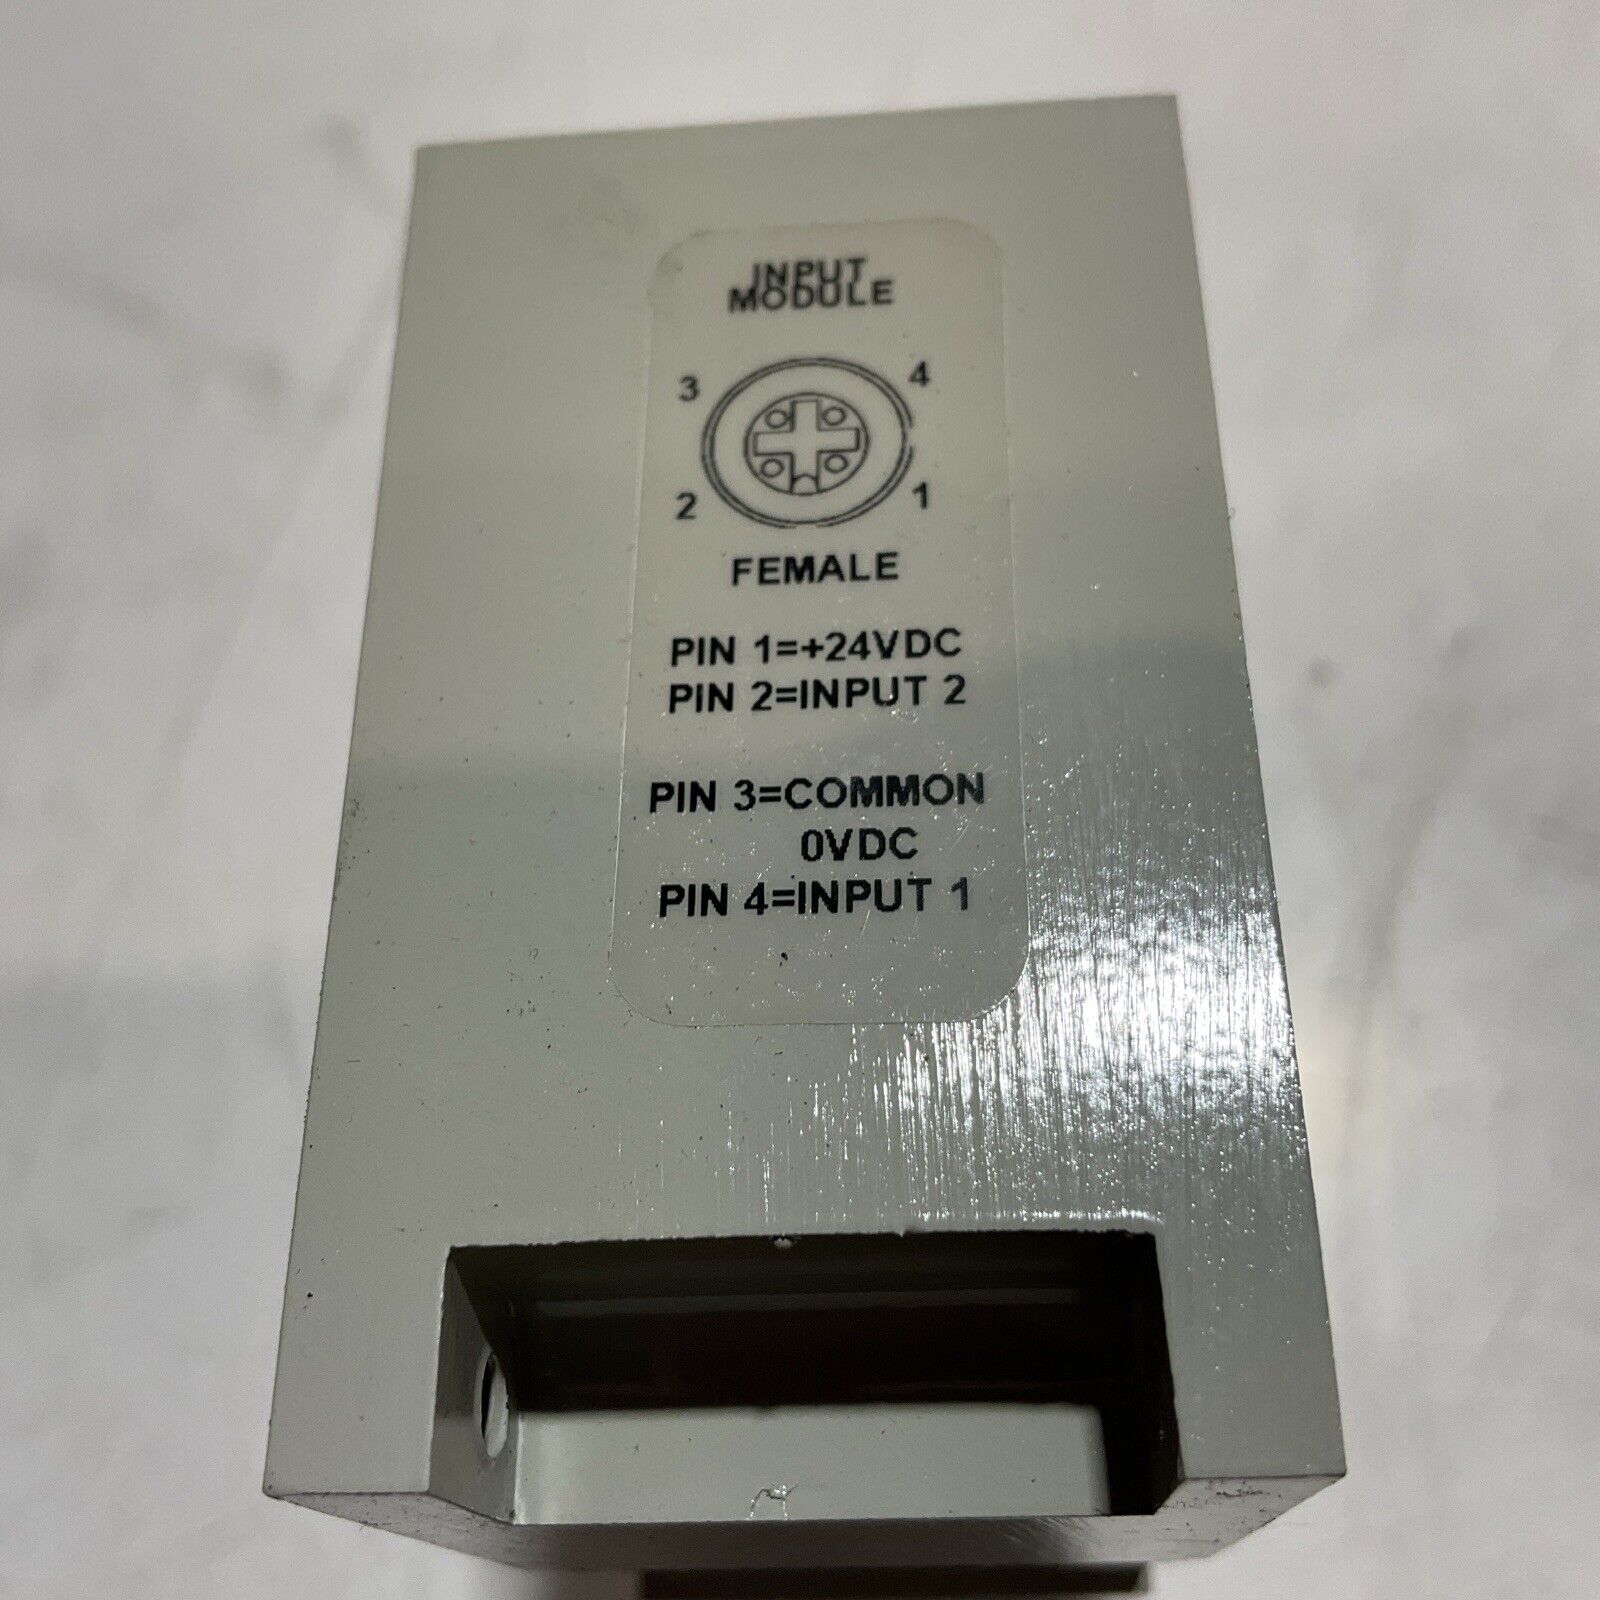 INPUT
MODULE
3 4
2 1
FEMALE
PIN 1=+24VDC
PIN 2=INPUT 2
PIN 3=COMMON
0VDC
PIN 4=INPUT 1